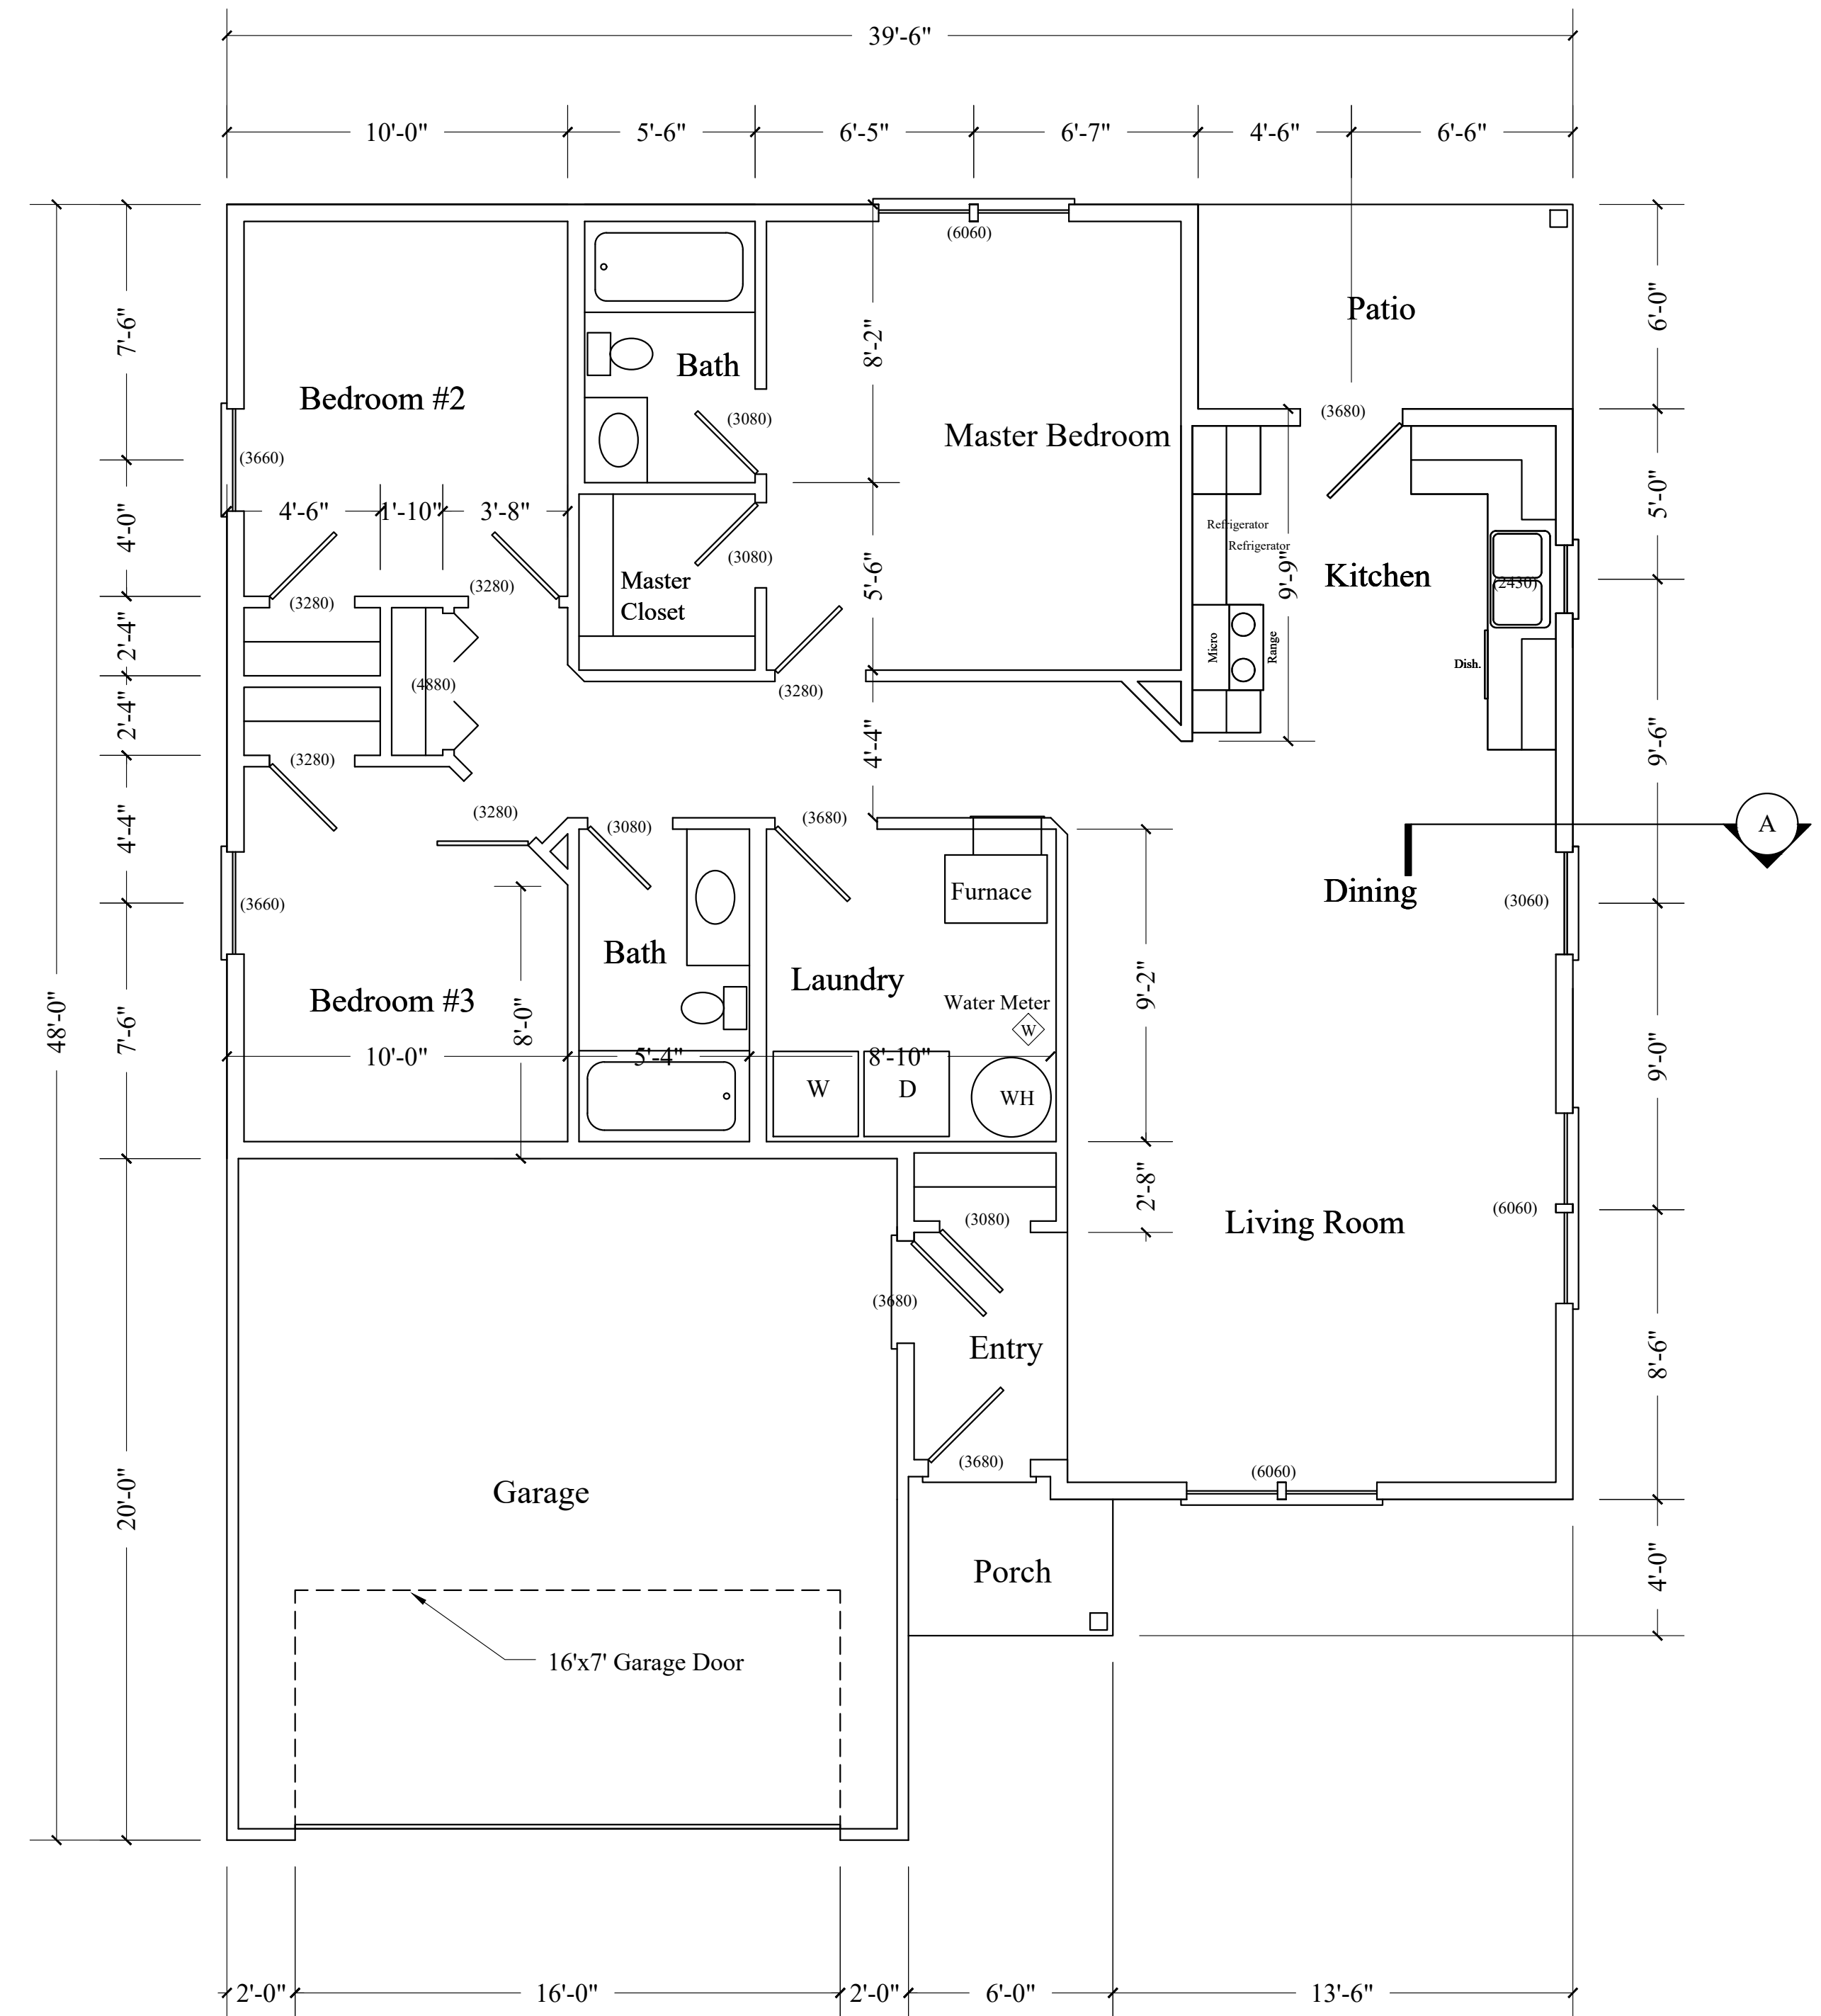 39'-6"
10'-0"
5'-6"
6'-5"
6'-7"
4'-6"
6'-6"
(6060)
7'-6"
8'-2"
Patio
6'-0"
Bath
Bedroom #2
(3080)
(3680)
Master Bedroom
(3660)
4'-6"
1'-10"
3'-8"
4'-0"
5'-0"
Refrigerator
Refrigerator
(3080)
(3280)
(3280)
Master
Closet
5'-6"
9'-9"
Kitchen
(2430)
2'-4"
Micro
Range
Dish.
(4880)
(3280)
2'-4"
4'-4"
9'-6"
(3280)
(3280)
(3080)
(3680)
4'-4"
A
Furnace
Dining
(3060)
(3660)
Bath
Laundry
Bedroom #3
Water Meter
W
9'-2"
8'-0"
48'-0"
7'-6"
10'-0"
5'-4"
8'-10"
9'-0"
W
D
WH
2'-8"
(3080)
Living Room
(6060)
(3680)
Entry
8'-6"
(3680)
(6060)
Garage
20'-0"
Porch
4'-0"
16'x7' Garage Door
2'-0"
16'-0"
2'-0"
6'-0"
13'-6"